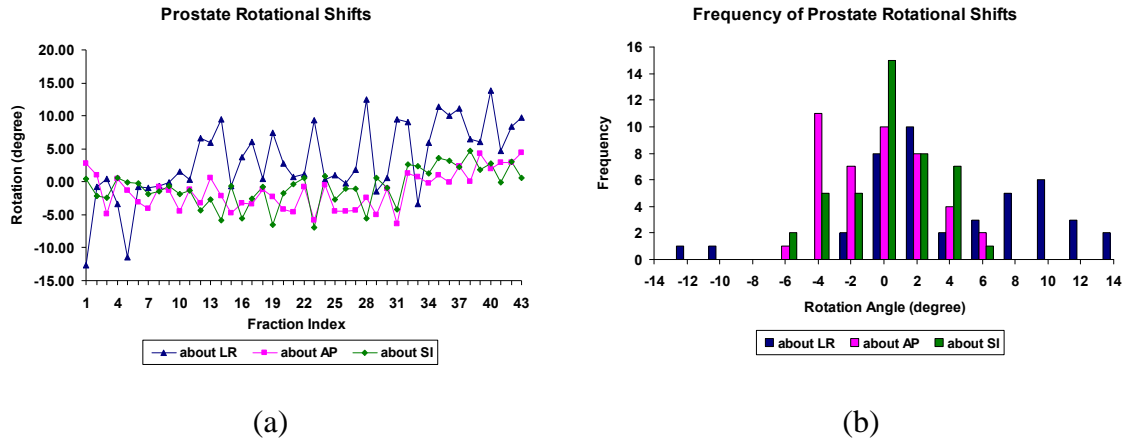 Prostate Rotational Shifts
20.00
15.00
10.00
5.00
0.00
-5.00
-10.00
-15.00
Rotation (degree)
1 4 7 10 13 16 19 22 25 28 31 34 37 40 43
Fraction Index
about LR about AP about SI
(a)
Frequency of Prostate Rotational Shifts
16
14
12
10
8
6
4
2
0
Frequency
-14 -12 -10 -8 -6 -4 -2 0 2 4 6 8 10 12 14
Rotation Angle (degree)
about LR about AP about SI
(b)